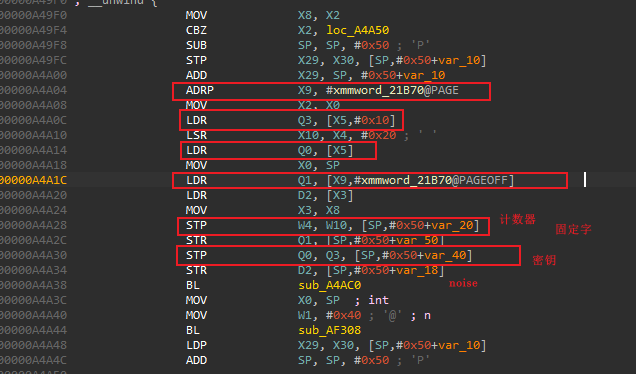 00000A49F0 ; __unwind {
00000A49F0 MOV X8, X2
00000A49F4 CBZ X2, loc_A4A50
00000A49F8 SUB SP, SP, #0x50 ; 'P'
00000A49FC STP X29, X30, [SP,#0x50+var_10]
00000A4A00 ADD X29, SP, #0x50+var_10
00000A4A04 ADRP X9, #xmmword_21B70@PAGE
00000A4A08 MOV X2, X0
00000A4A0C LDR Q3, [X5,#0x10]
00000A4A10 LSR X10, X4, #0x20 ; ' '
00000A4A14 LDR Q0, [X5]
00000A4A18 MOV X0, SP
00000A4A1C LDR Q1, [X9,#xmmword_21B70@PAGEOFF]
00000A4A20 LDR D2, [X3]
00000A4A24 MOV X3, X8
00000A4A28 STP W4, W10, [SP,#0x50+var_20] 计数器
00000A4A2C STR Q1, [SP,#0x50+var_50] 固定字
00000A4A30 STP Q0, Q3, [SP,#0x50+var_40] 密钥
00000A4A34 STR D2, [SP,#0x50+var_18]
00000A4A38 BL sub_A4AC0 noise
00000A4A3C MOV X0, SP ; int
00000A4A40 MOV W1, #0x40 ; '@' ; n
00000A4A44 BL sub_AF308
00000A4A48 LDP X29, X30, [SP,#0x50+var_10]
00000A4A4C ADD SP, SP, #0x50 ; 'P'